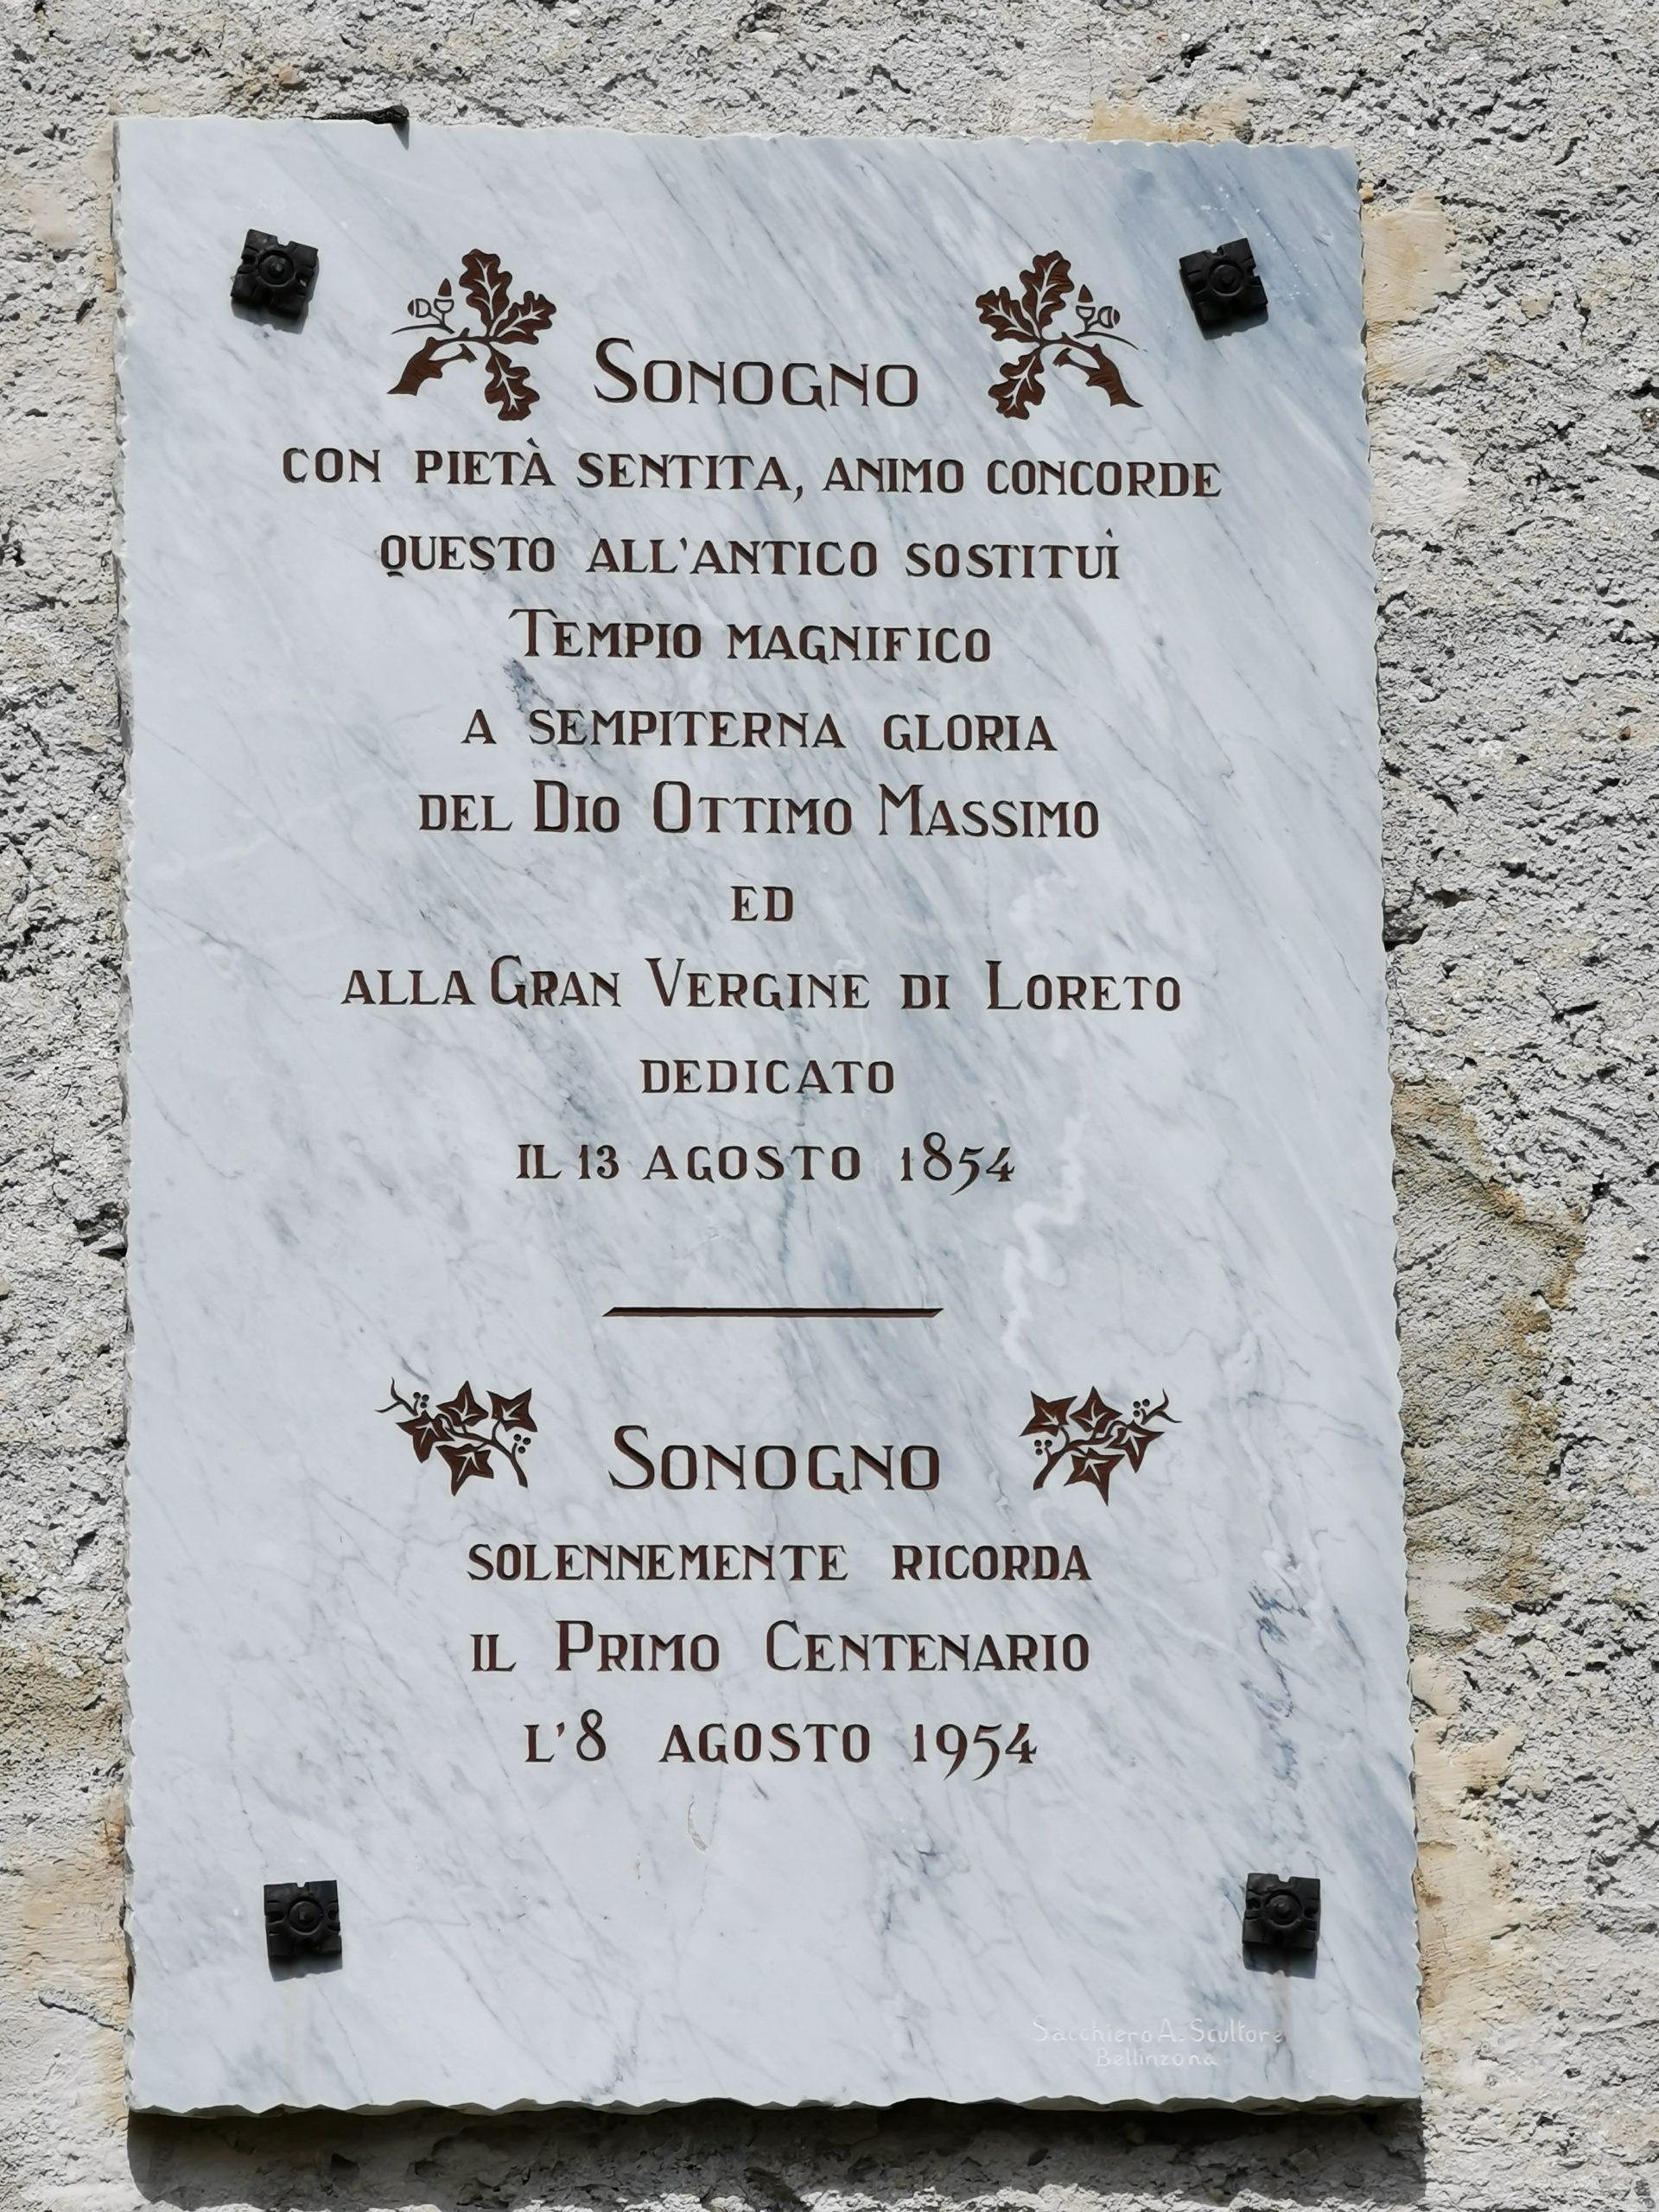 SONOGNO
CON PIETÀ SENTITA, ANIMO CONCORDE
QUESTO ALL'ANTICO SOSTITUÌ
TEMPIO MAGNIFICO
A SEMPITERNA GLORIA
DEL DIO OTTIMO MASSIMO
ED
ALLA GRAN VERGINE DI LORETO
DEDICATO
IL 13 AGOSTO 1854
SONOGNO
SOLENNEMENTE RICORDA
IL PRIMO CENTENARIO
L'8 AGOSTO 1954
Sacchiero A. Scultore
Bellinzona